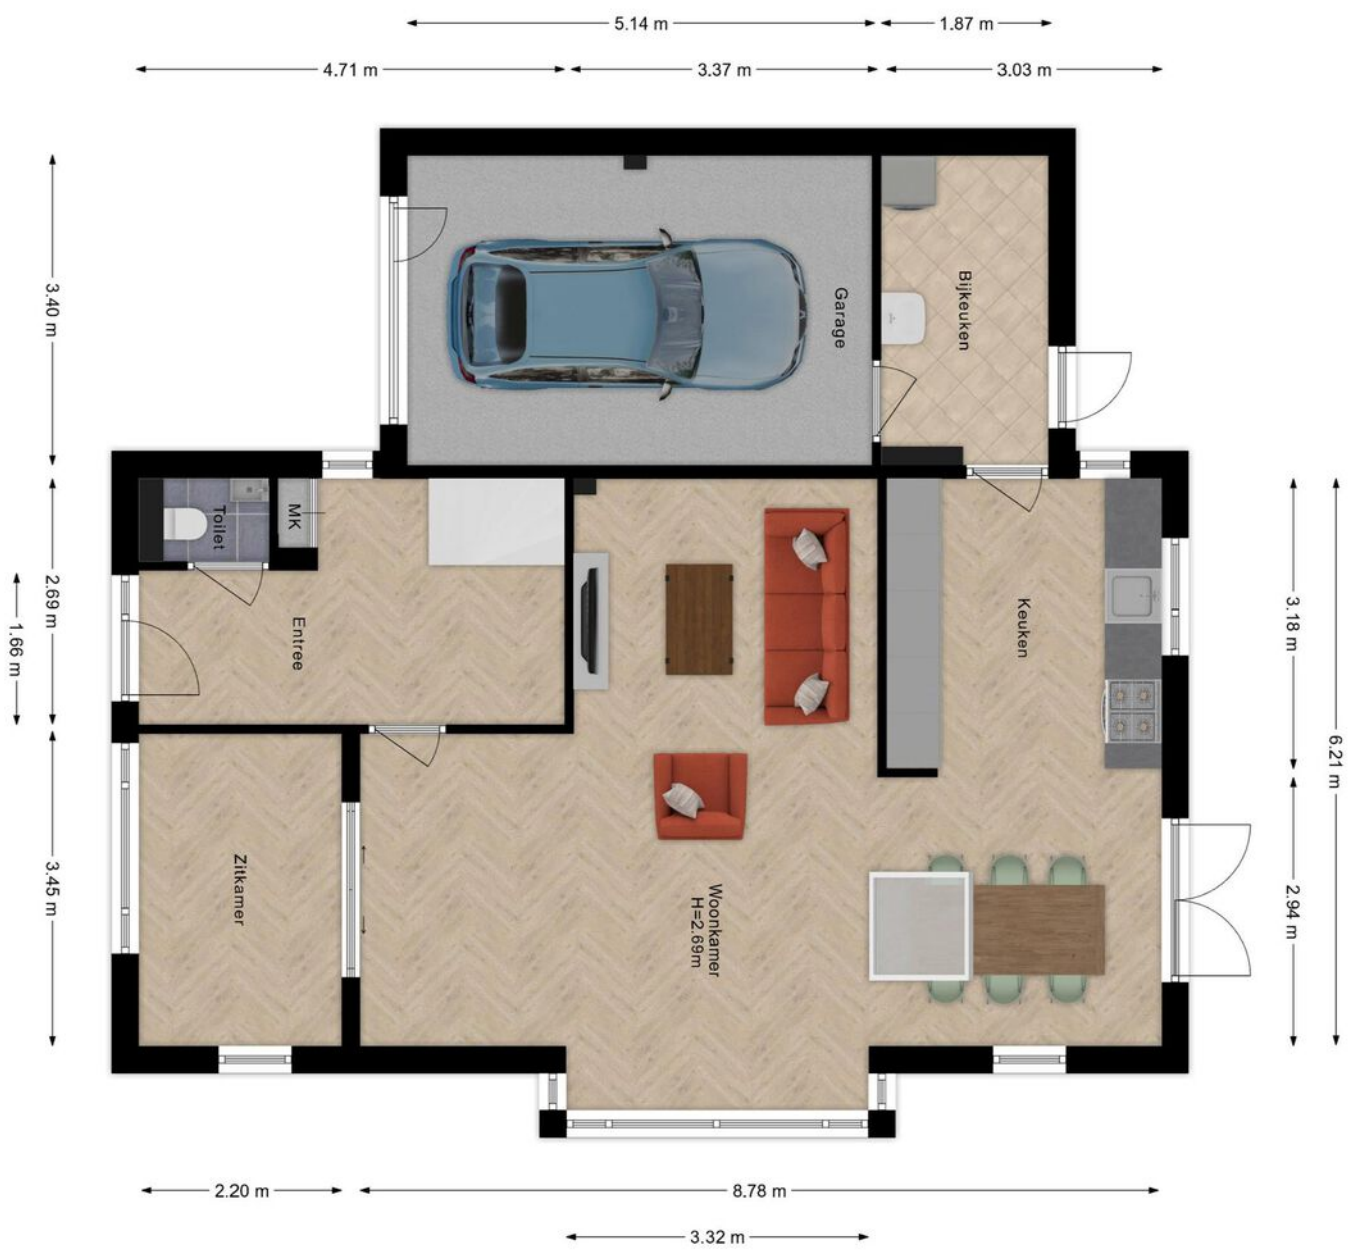 5.14 m
1.87 m
4.71 m
3.37 m
3.03 m
3.40 m
Garage
Bijkeuken
Toilet
MK
2.69 m
1.66 m
Entree
Keuken
3.18 m
6.21 m
3.45 m
Zitkamer
Woonkamer
H=2.69m
2.94 m
2.20 m
8.78 m
3.32 m